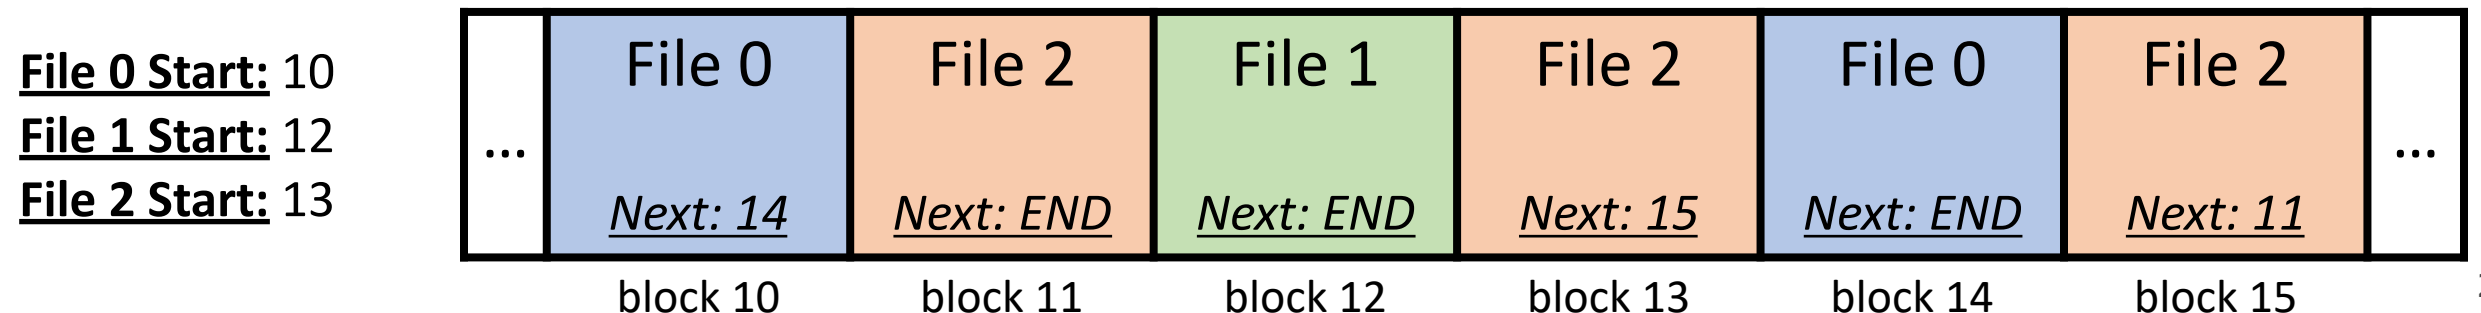 File 0 Start: 10
File 1 Start: 12
File 2 Start: 13
... File 0 File 2 File 1 File 2 File 0 File 2 ...
Next: 14 Next: END Next: END Next: 15 Next: END Next: 11
block 10 block 11 block 12 block 13 block 14 block 15